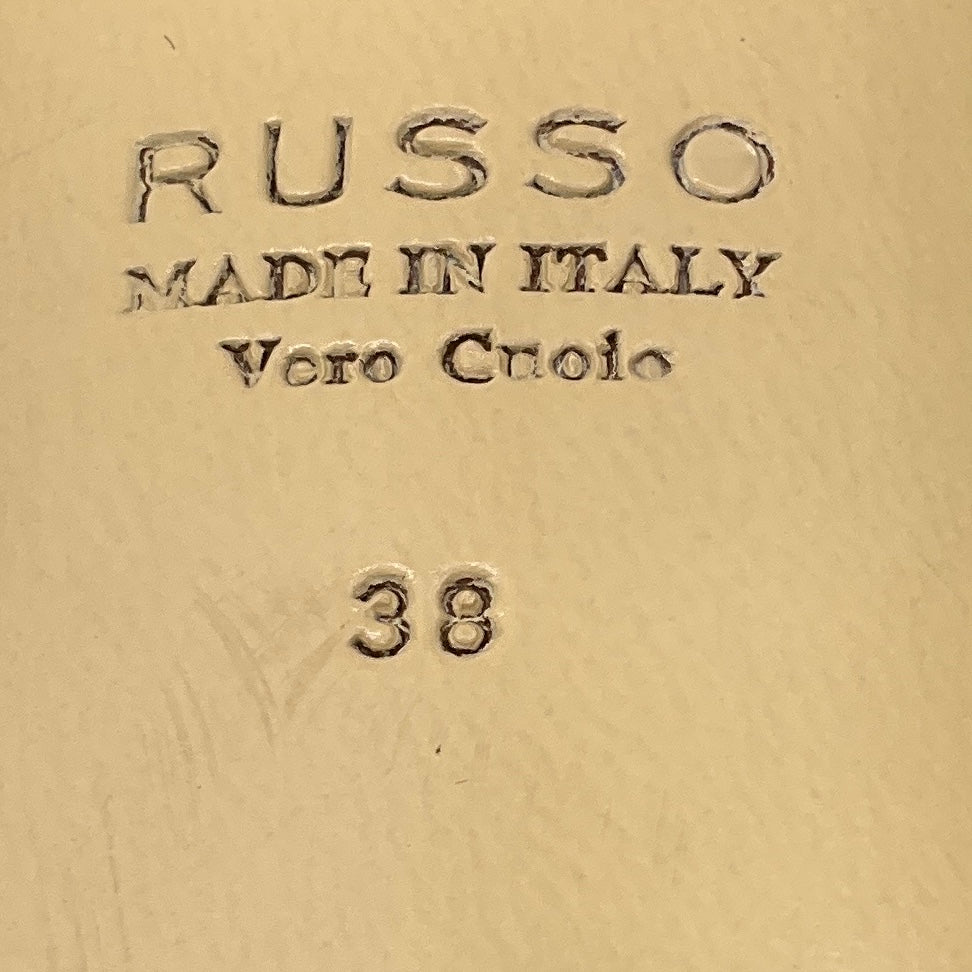 RUSSO
MADE IN ITALY
Vero Cuoio
38